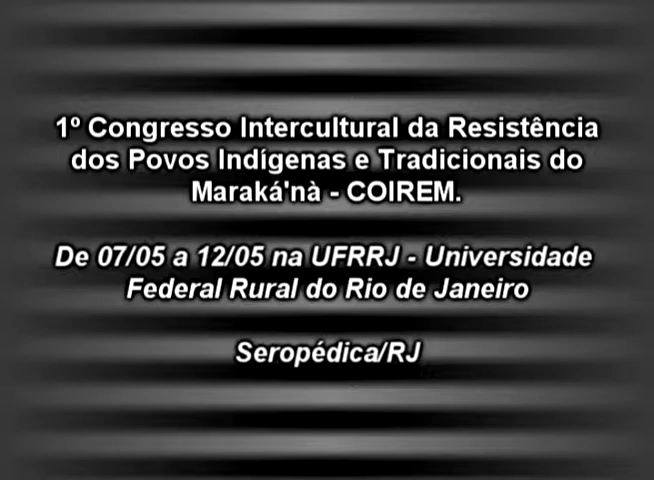 1º Congresso Intercultural da Resistência
dos Povos Indígenas e Tradicionais do
Maraká'nà - COIREM.
De 07/05 a 12/05 na UFRRJ - Universidade
Federal Rural do Rio de Janeiro
Seropédica/RJ